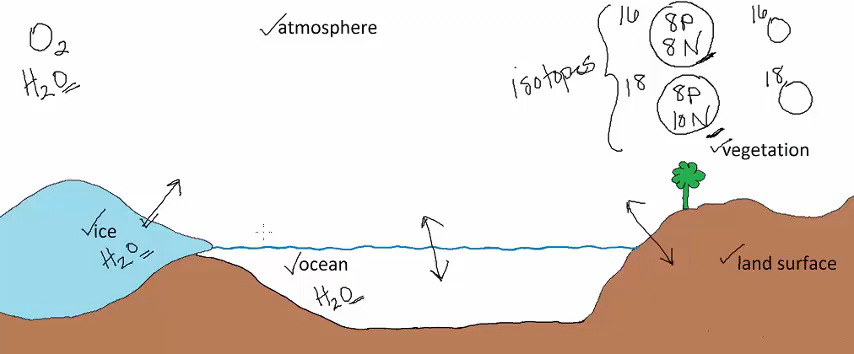 O2
H2O
✓atmosphere
isotopes
16
8P
8N
16O
18
8P
10N
18O
✓vegetation
✓ice
H2O
✓ocean
H2O
✓land surface